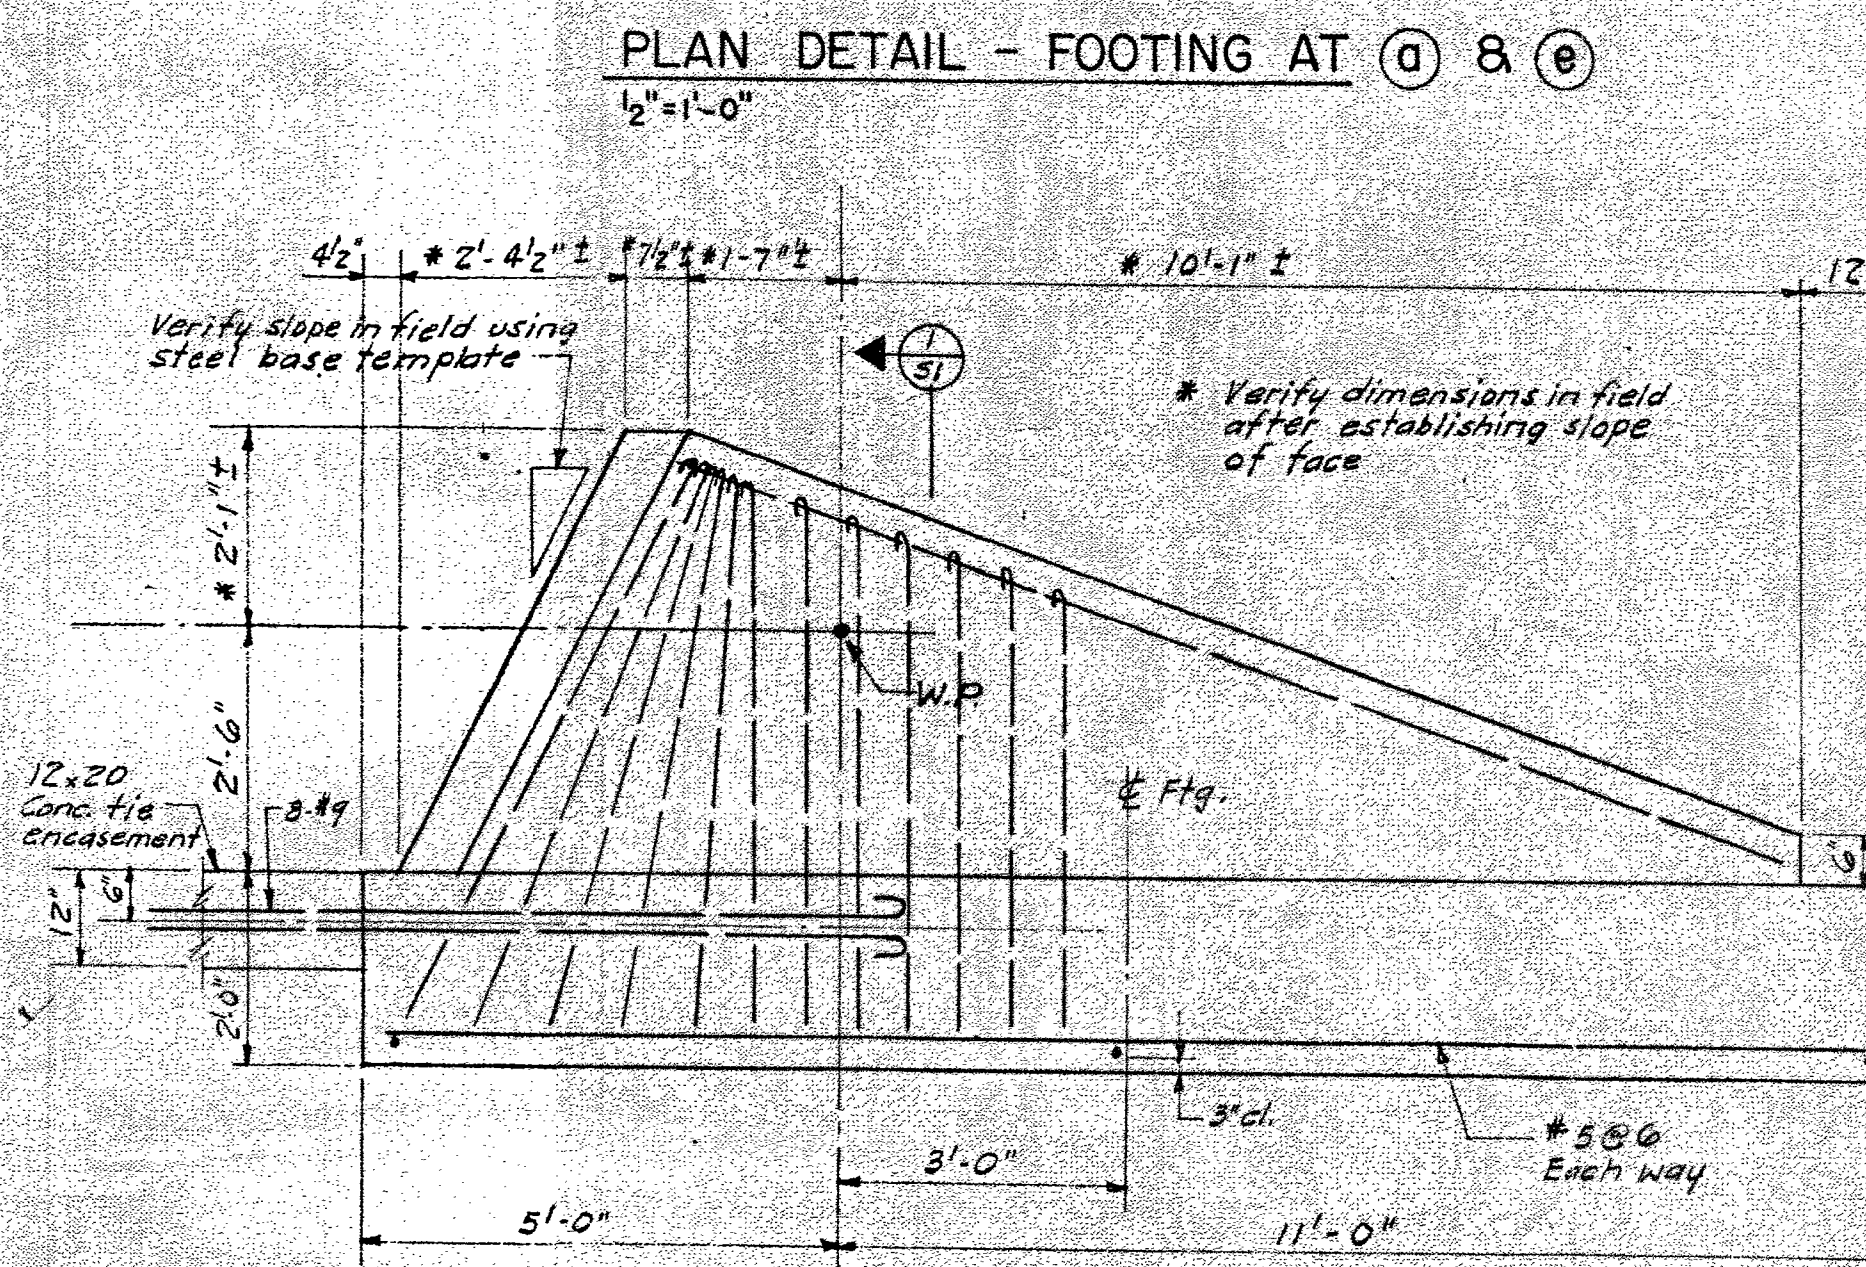 PLAN DETAIL - FOOTING AT a & e
1/2"=1'-0"
4 1/2" * 2'-4 1/2" ± * 7 1/2" ± * 1'-7" ± * 10'-1" ± 12
Verify slope in field using
steel base template
1
S1
* Verify dimensions in field
after establishing slope
of face
* 2'-1" ±
W.P.
2'-6"
12x20
Conc. tie
encasement
3-#9
℄ Ftg.
6"
12"
6"
2'-0"
3" cl.
#5@6
Each way
3'-0"
5'-0"
11'-0"